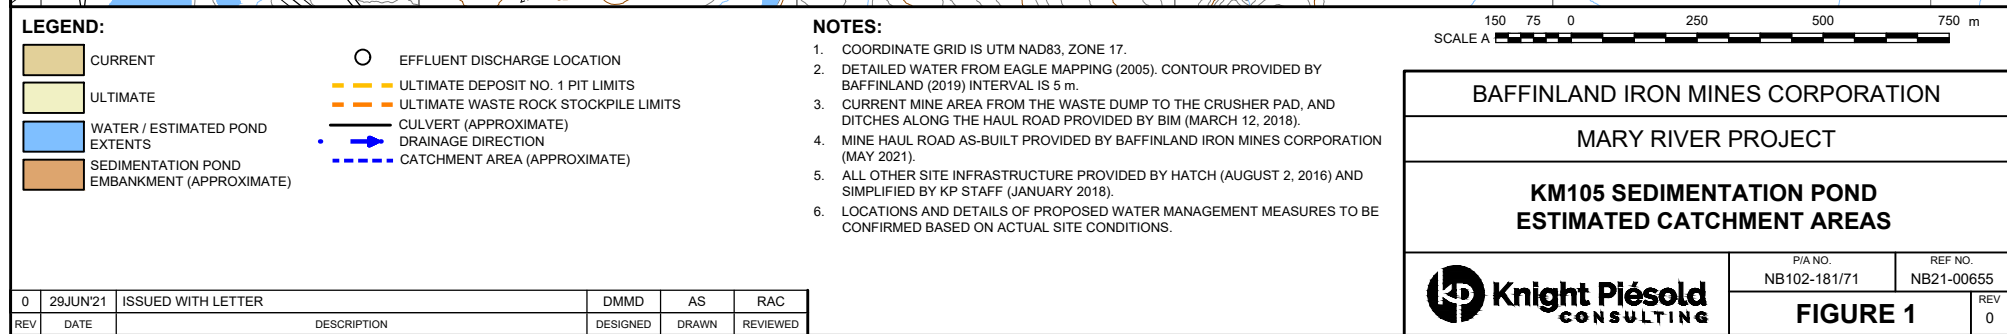 LEGEND:
CURRENT
ULTIMATE
WATER / ESTIMATED POND
EXTENTS
SEDIMENTATION POND
EMBANKMENT (APPROXIMATE)
EFFLUENT DISCHARGE LOCATION
ULTIMATE DEPOSIT NO. 1 PIT LIMITS
ULTIMATE WASTE ROCK STOCKPILE LIMITS
CULVERT (APPROXIMATE)
DRAINAGE DIRECTION
CATCHMENT AREA (APPROXIMATE)
NOTES:
1. COORDINATE GRID IS UTM NAD83, ZONE 17.
2. DETAILED WATER FROM EAGLE MAPPING (2005). CONTOUR PROVIDED BY
BAFFINLAND (2019) INTERVAL IS 5 m.
3. CURRENT MINE AREA FROM THE WASTE DUMP TO THE CRUSHER PAD, AND
DITCHES ALONG THE HAUL ROAD PROVIDED BY BIM (MARCH 12, 2018).
4. MINE HAUL ROAD AS-BUILT PROVIDED BY BAFFINLAND IRON MINES CORPORATION
(MAY 2021).
5. ALL OTHER SITE INFRASTRUCTURE PROVIDED BY HATCH (AUGUST 2, 2016) AND
SIMPLIFIED BY KP STAFF (JANUARY 2018).
6. LOCATIONS AND DETAILS OF PROPOSED WATER MANAGEMENT MEASURES TO BE
CONFIRMED BASED ON ACTUAL SITE CONDITIONS.
150 75 0 250 500 750 m
SCALE A
BAFFINLAND IRON MINES CORPORATION
MARY RIVER PROJECT
KM105 SEDIMENTATION POND
ESTIMATED CATCHMENT AREAS
Kp Knight Piésold
CONSULTING
P/A NO. REF NO.
NB102-181/71 NB21-00655
FIGURE 1
REV
0
0 29JUN'21 ISSUED WITH LETTER DMMD AS RAC
REV DATE DESCRIPTION DESIGNED DRAWN REVIEWED